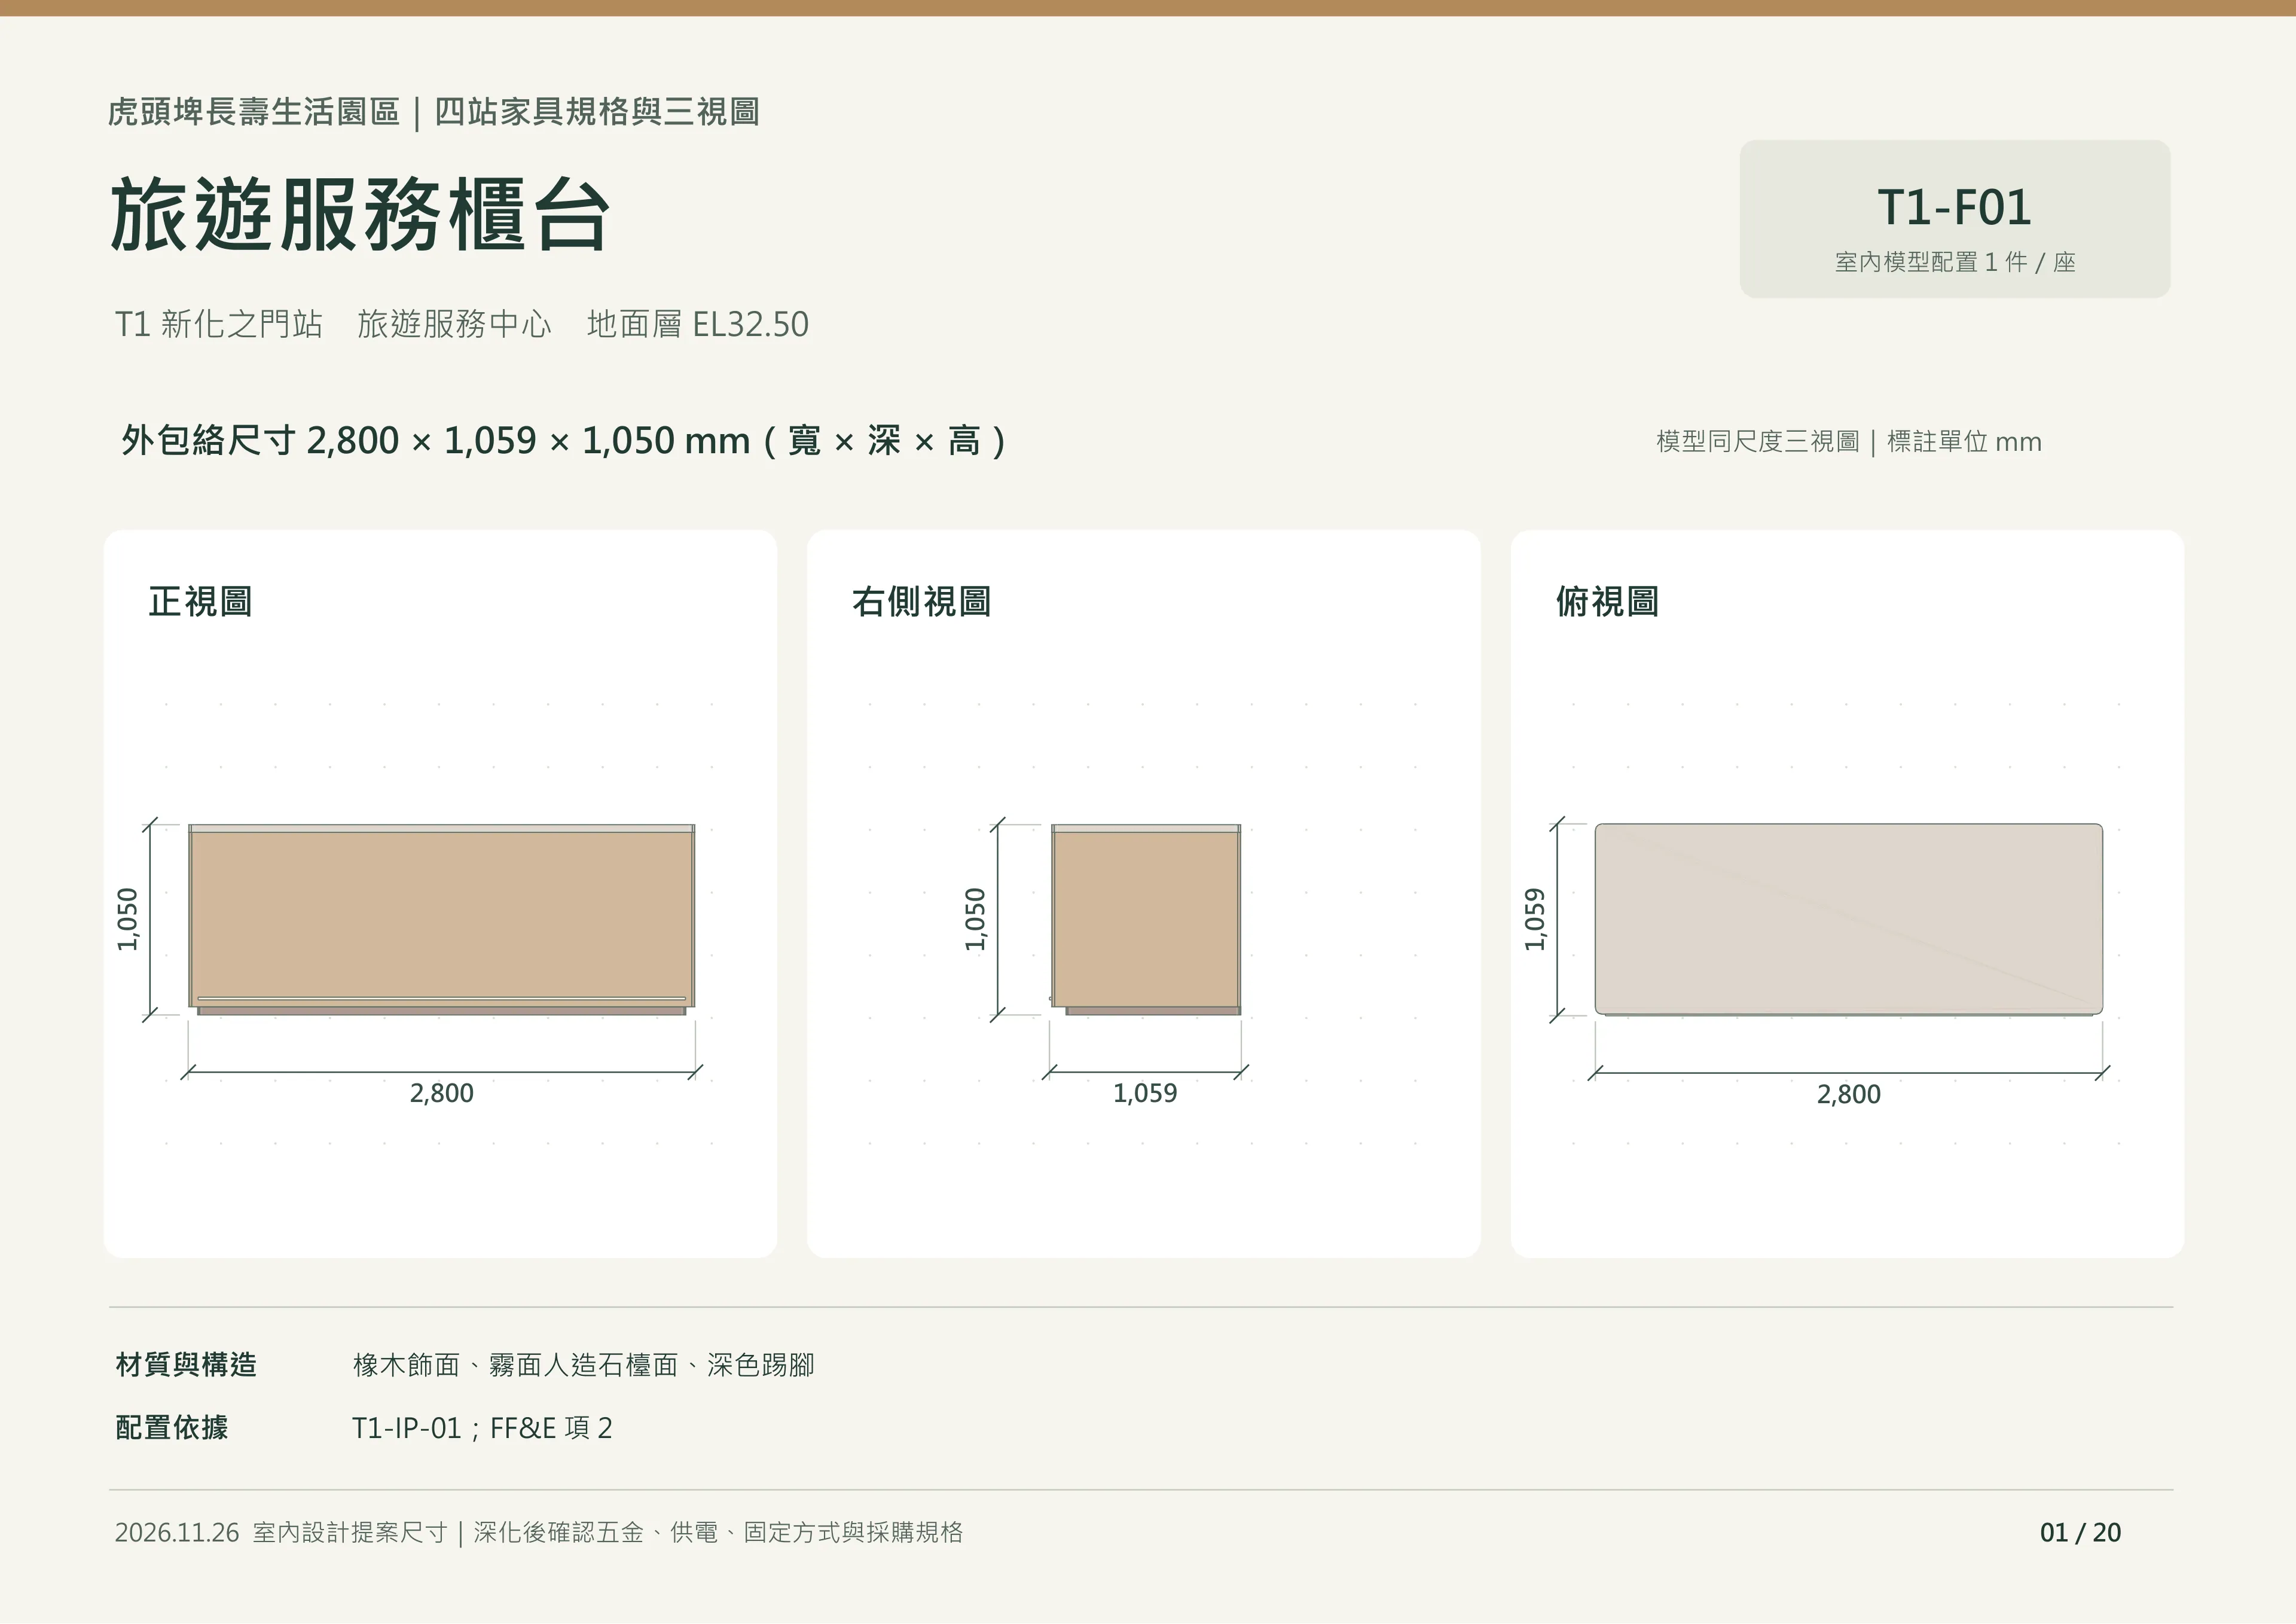 虎頭埤長壽生活園區｜四站家具規格與三視圖
旅遊服務櫃台
T1-F01
室內模型配置 1 件 / 座
T1 新化之門站　旅遊服務中心　地面層 EL32.50
外包絡尺寸 2,800 × 1,059 × 1,050 mm（寬 × 深 × 高）
模型同尺度三視圖｜標註單位 mm
正視圖
1,050
2,800
右側視圖
1,050
1,059
俯視圖
1,059
2,800
材質與構造　橡木飾面、霧面人造石檯面、深色踢腳
配置依據　T1-IP-01；FF&E 項 2
2026.11.26 室內設計提案尺寸｜深化後確認五金、供電、固定方式與採購規格
01 / 20